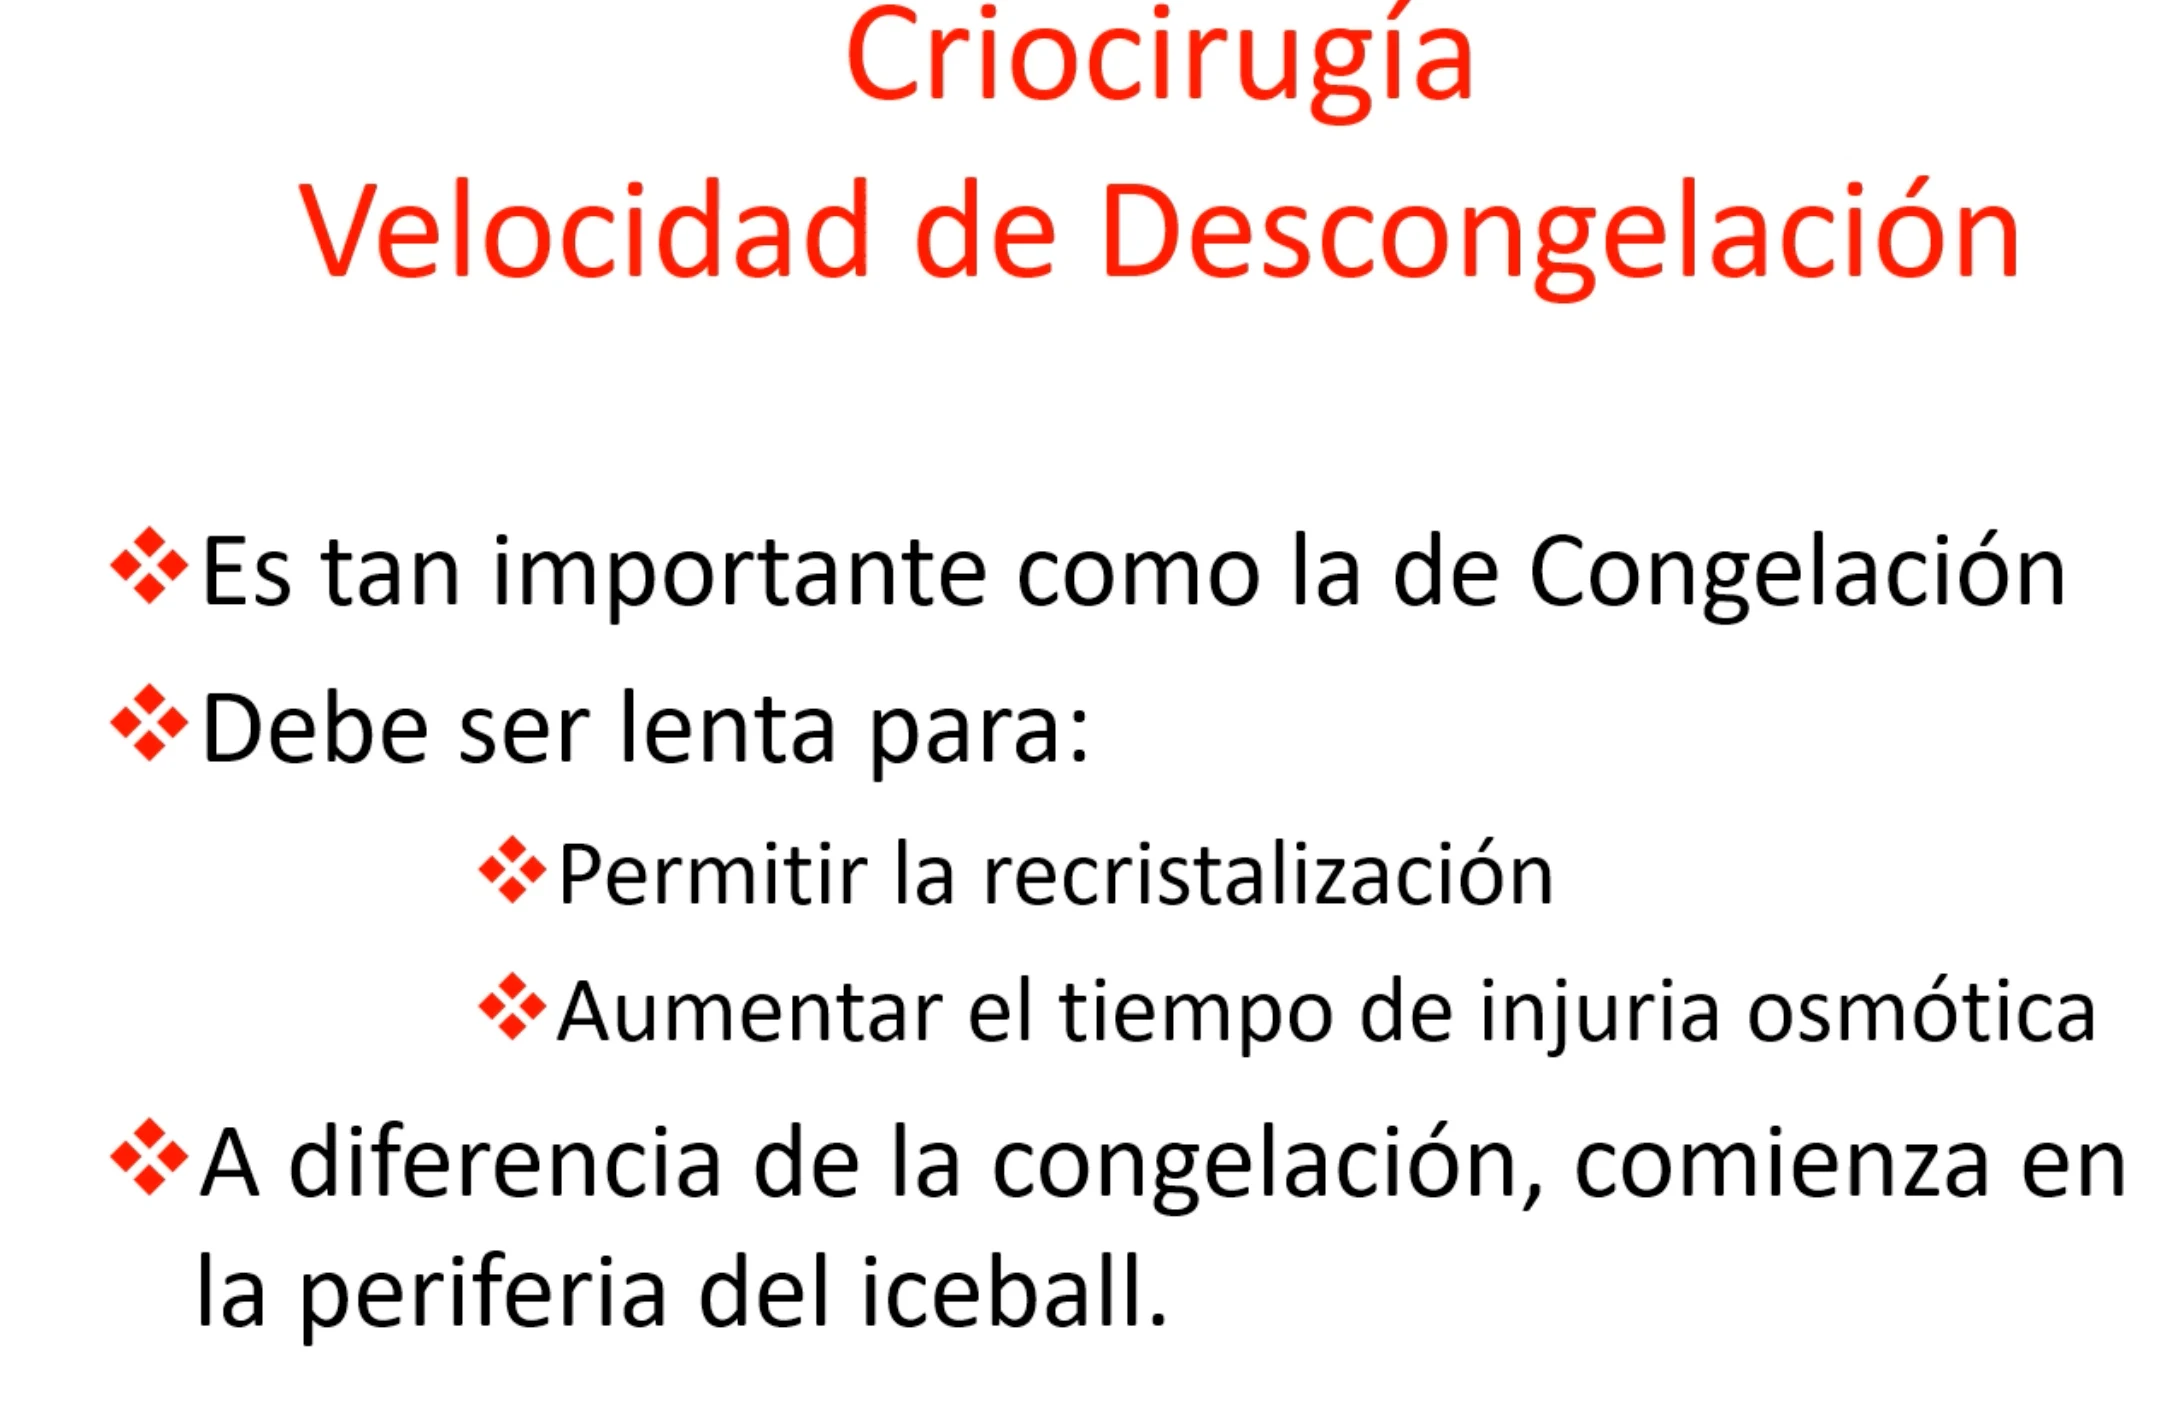 Criocirugía
Velocidad de Descongelación
Es tan importante como la de Congelación
Debe ser lenta para:
Permitir la recristalización
Aumentar el tiempo de injuria osmótica
A diferencia de la congelación, comienza en
la periferia del iceball.